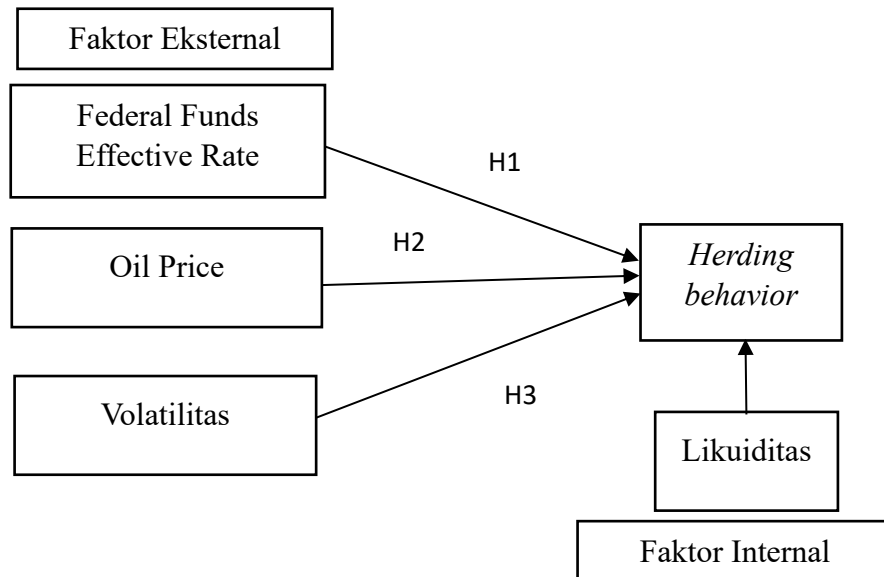 Faktor Eksternal
Federal Funds
Effective Rate
H1
H2
Oil Price
Herding
behavior
Volatilitas
H3
Likuiditas
Faktor Internal